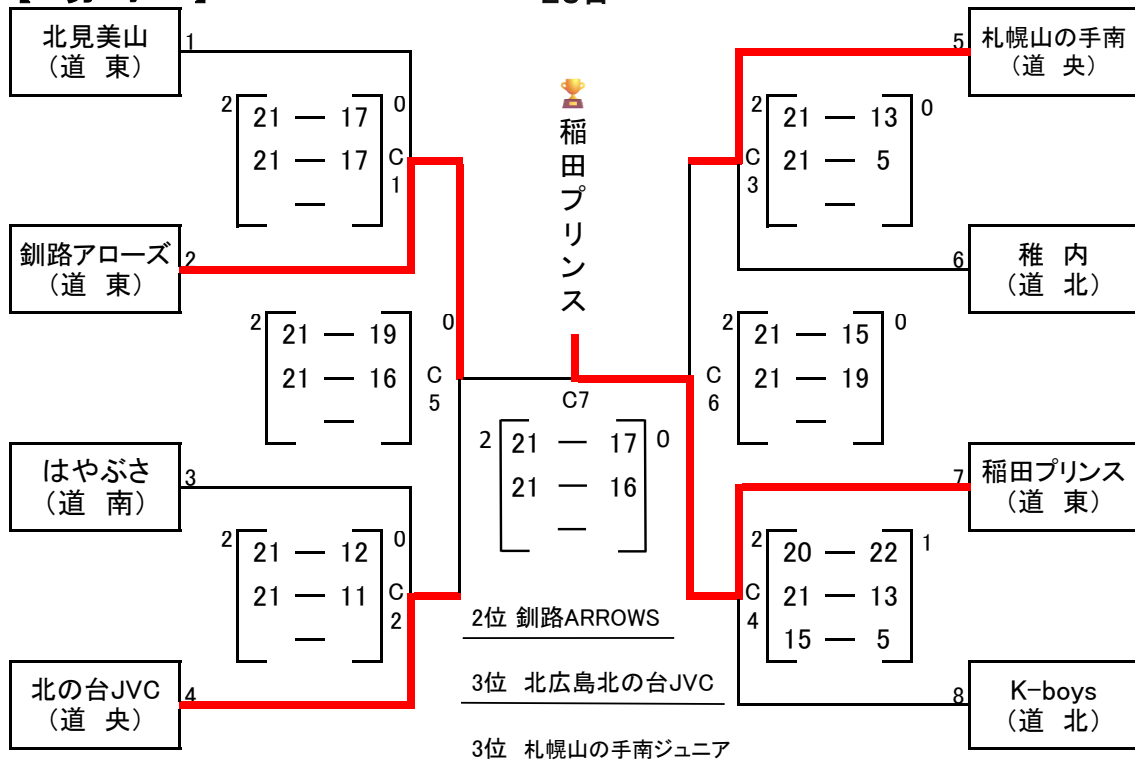 北見美山
（道 東）
1
2
21 ― 17
0
21 ― 17
―
C
1
釧路アローズ
（道 東）
2
2
21 ― 19
0
21 ― 16
―
C
5
はやぶさ
（道 南）
3
2
21 ― 12
0
21 ― 11
―
C
2
北の台JVC
（道 央）
4
稲田プリンス
C7
2
21 ― 17
0
21 ― 16
―
2位 釧路ARROWS
3位 北広島北の台JVC
3位 札幌山の手南ジュニア
5
札幌山の手南
（道 央）
2
21 ― 13
0
21 ― 5
―
C
3
6
稚 内
（道 北）
2
21 ― 15
0
21 ― 19
―
C
6
7
稲田プリンス
（道 東）
2
20 ― 22
1
21 ― 13
15 ― 5
C
4
8
K-boys
（道 北）